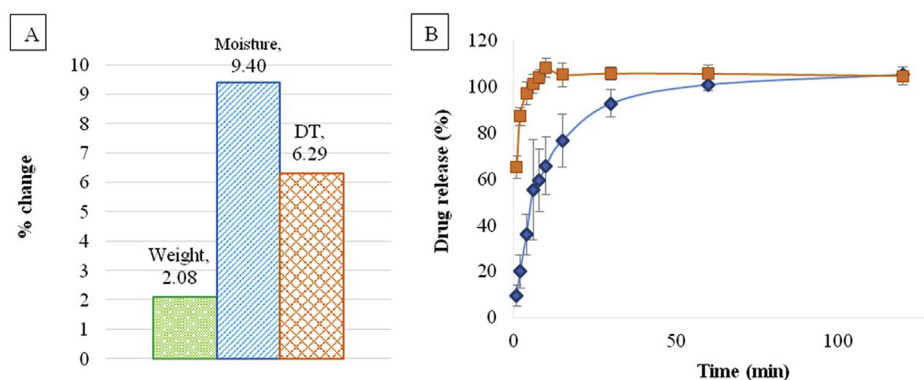 A
% change
10
9
8
7
6
5
4
3
2
1
0
Weight,
2.08
Moisture,
9.40
DT,
6.29
B
Drug release (%)
120
100
80
60
40
20
0
0 50 100
Time (min)